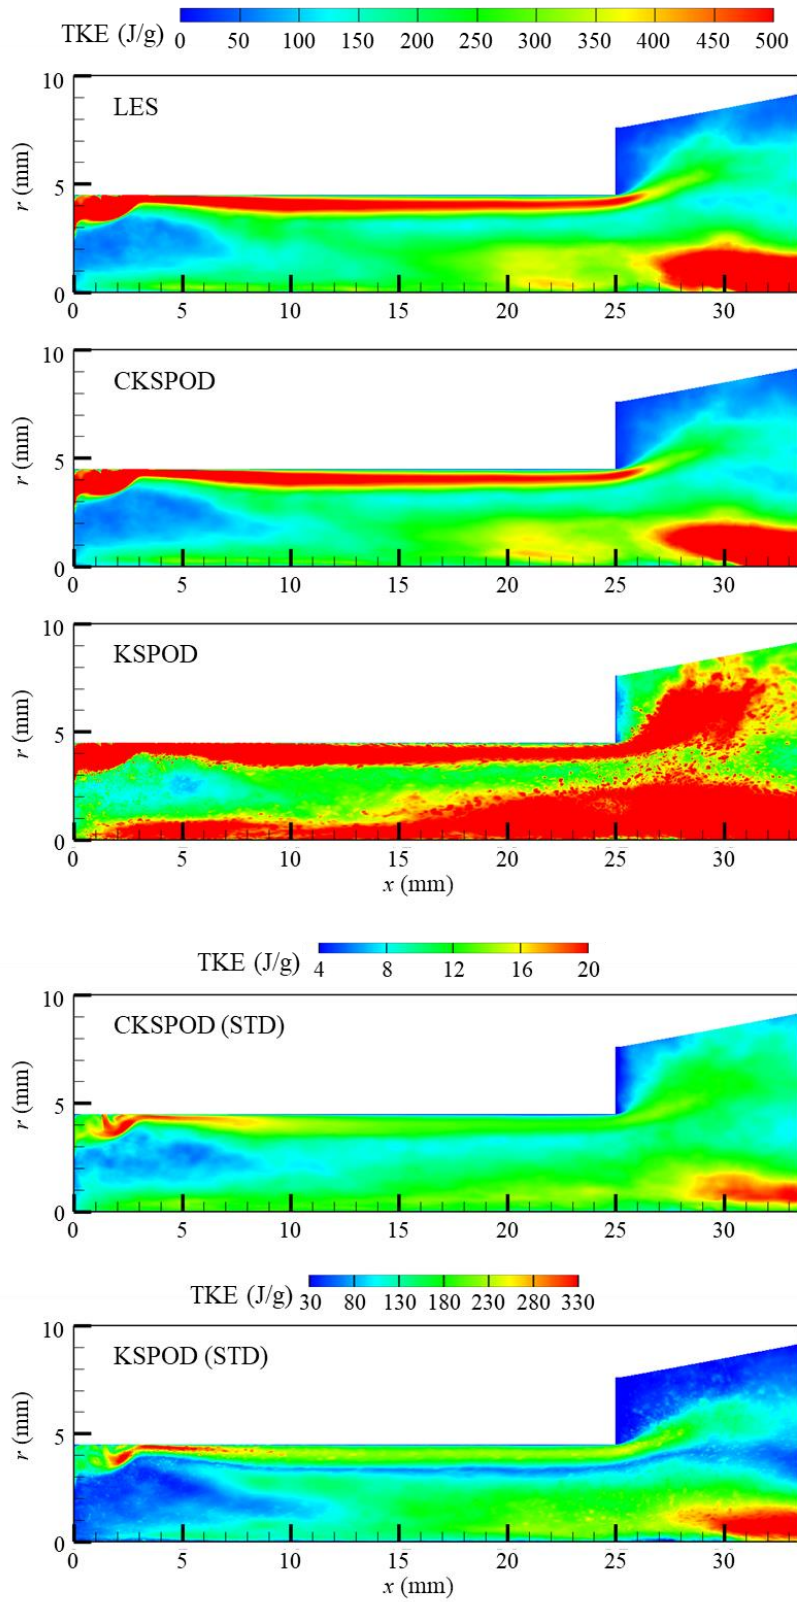 TKE (J/g) 0 50 100 150 200 250 300 350 400 450 500
10
LES
r (mm)
5
0
0 5 10 15 20 25 30
10
CKSPOD
r (mm)
5
0
0 5 10 15 20 25 30
10
KSPOD
r (mm)
5
0
0 5 10 15 20 25 30
x (mm)
TKE (J/g) 4 8 12 16 20
10
CKSPOD (STD)
r (mm)
5
0
0 5 10 15 20 25 30
TKE (J/g) 30 80 130 180 230 280 330
10
KSPOD (STD)
r (mm)
5
0
0 5 10 15 20 25 30
x (mm)